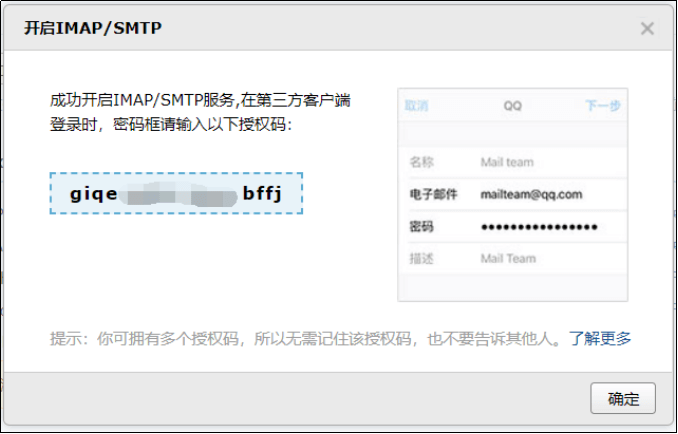 开启IMAP/SMTP
成功开启IMAP/SMTP服务,在第三方客户端
登录时，密码框请输入以下授权码：
giqe bffj
取消 QQ 下一步
名称 Mail team
电子邮件 mailteam@qq.com
密码 ••••••••••••••••
描述 Mail Team
提示：你可拥有多个授权码，所以无需记住该授权码，也不要告诉其他人。了解更多
确定